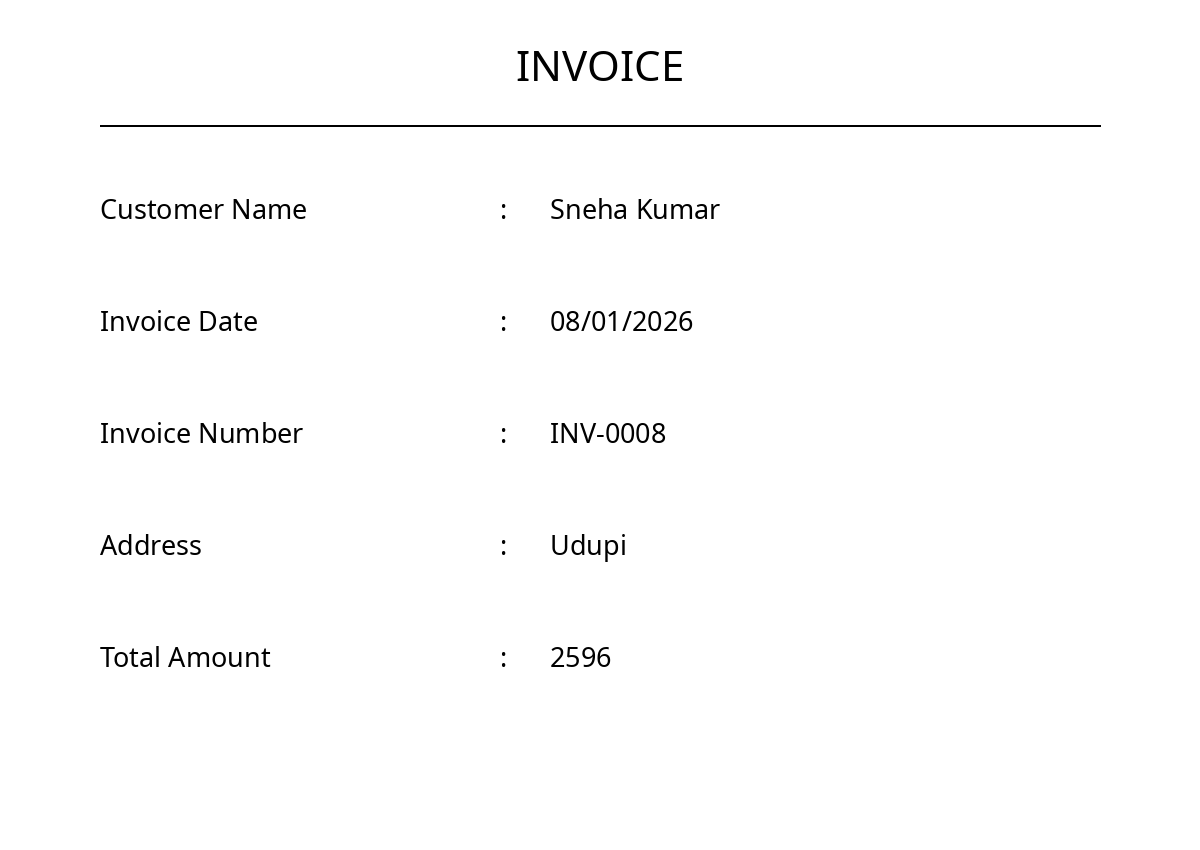 INVOICE
Customer Name : Sneha Kumar
Invoice Date : 08/01/2026
Invoice Number : INV-0008
Address : Udupi
Total Amount : 2596